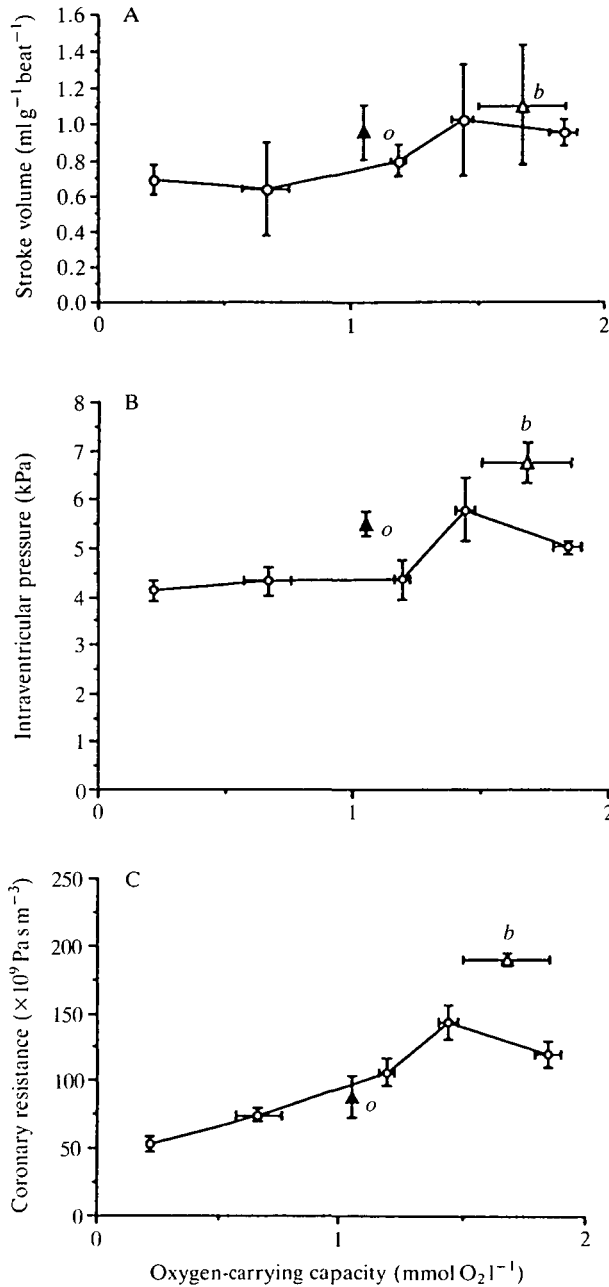 A
Stroke volume (ml g⁻¹ beat⁻¹)
1.6
1.4
1.2
1.0
0.8
0.6
0.4
0.2
0.0
b
o
0
1
2
B
Intraventricular pressure (kPa)
8
7
6
5
4
3
2
1
0
b
o
0
1
2
C
Coronary resistance (×10⁹ Pa s m⁻³)
250
200
150
100
50
0
b
o
0
1
2
Oxygen-carrying capacity (mmol O₂ l⁻¹)